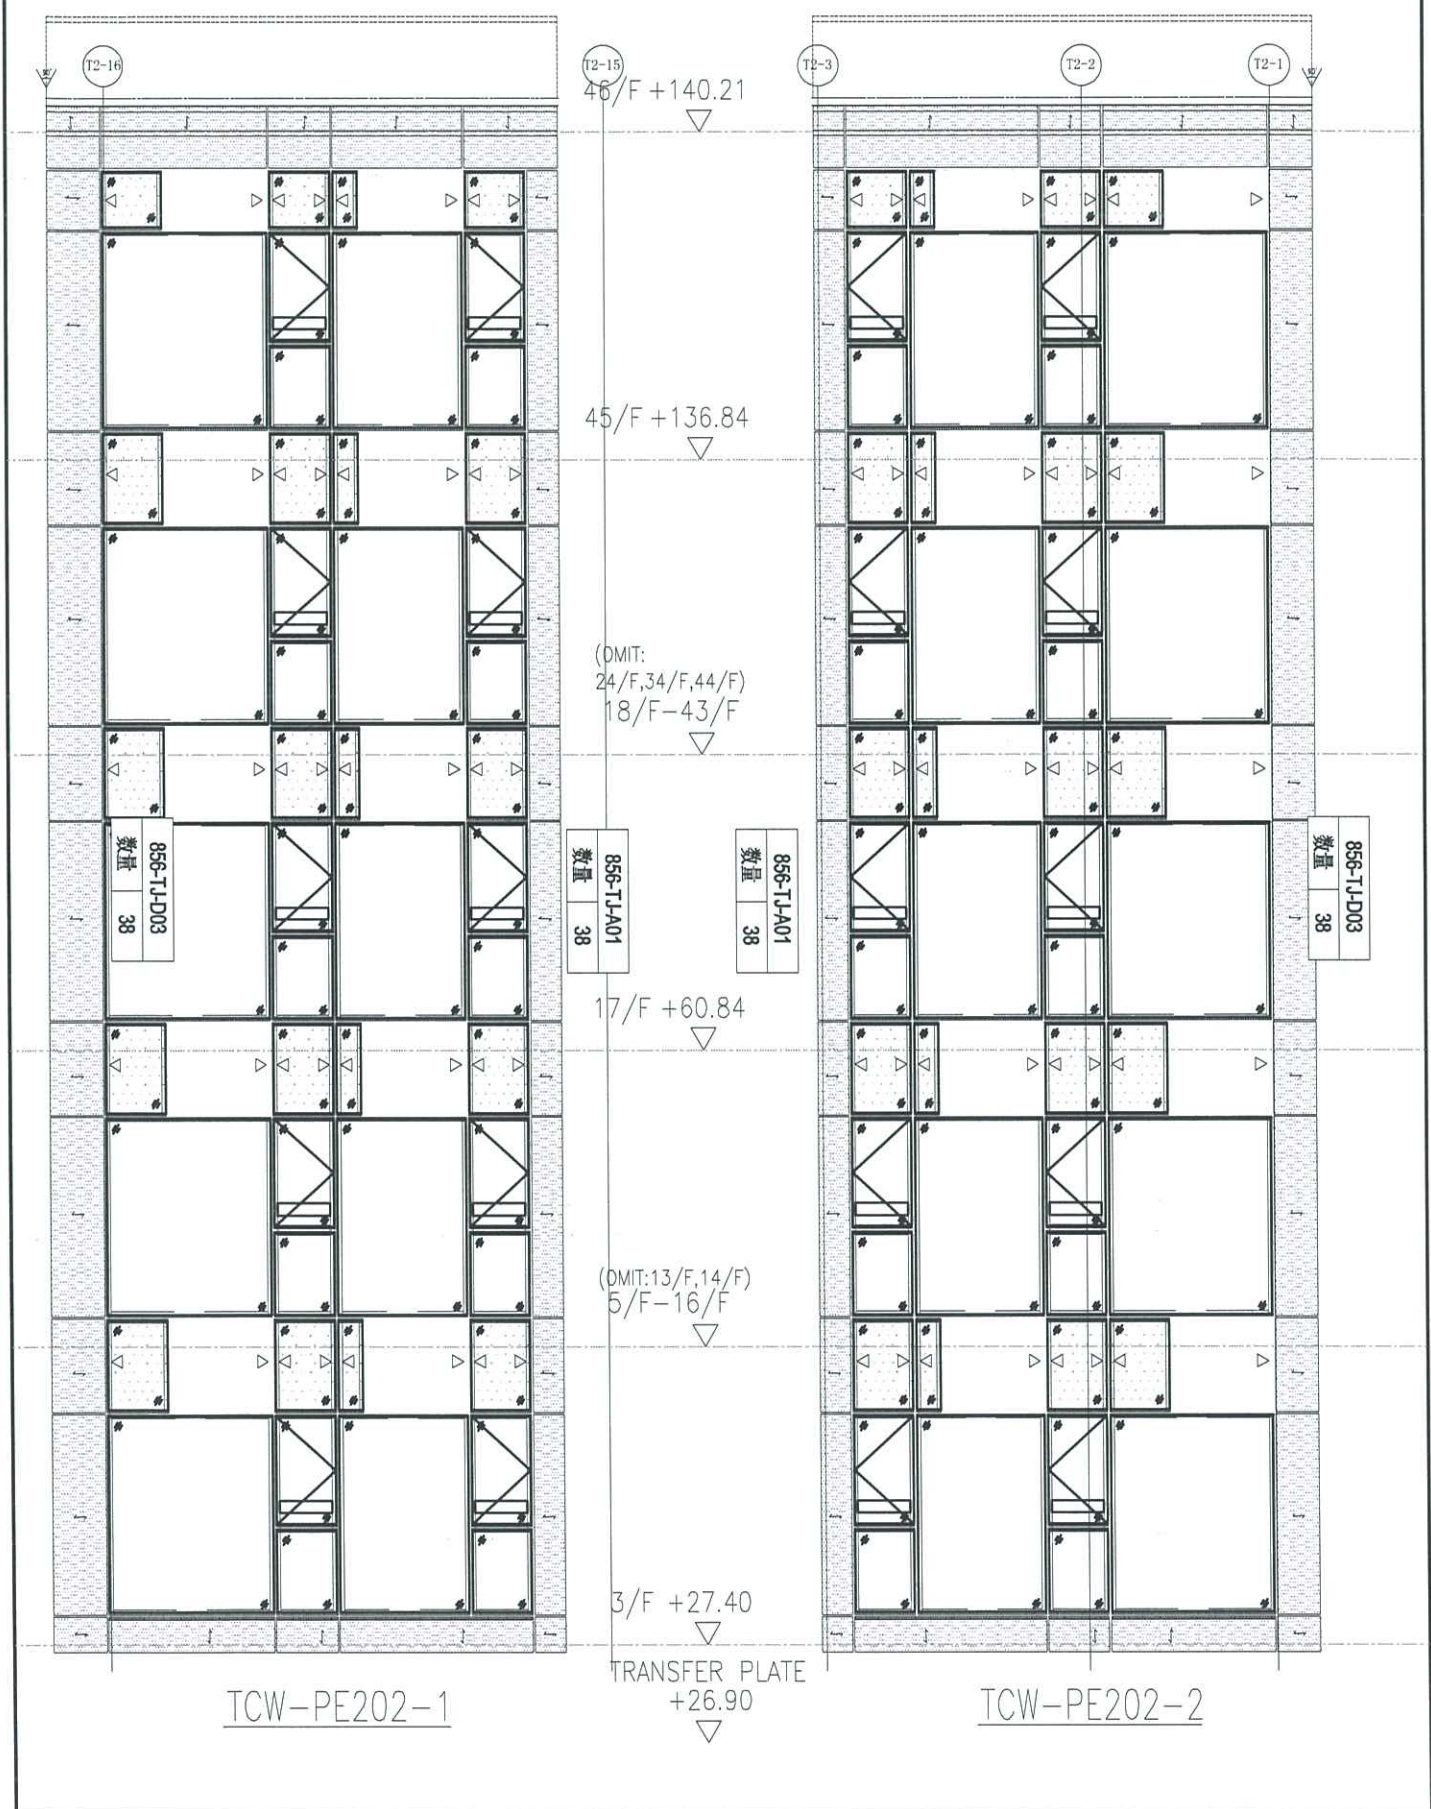 T2-16
T2-15
T2-3
T2-2
T2-1
46/F +140.21
45/F +136.84
(OMIT:
24/F,34/F,44/F)
18/F-43/F
856-TJ-D03
数量 38
856-TJ-A01
数量 38
856-TJ-A01
数量 38
856-TJ-D03
数量 38
17/F +60.84
(OMIT:13/F,14/F)
5/F-16/F
3/F +27.40
TRANSFER PLATE
+26.90
TCW-PE202-1
TCW-PE202-2